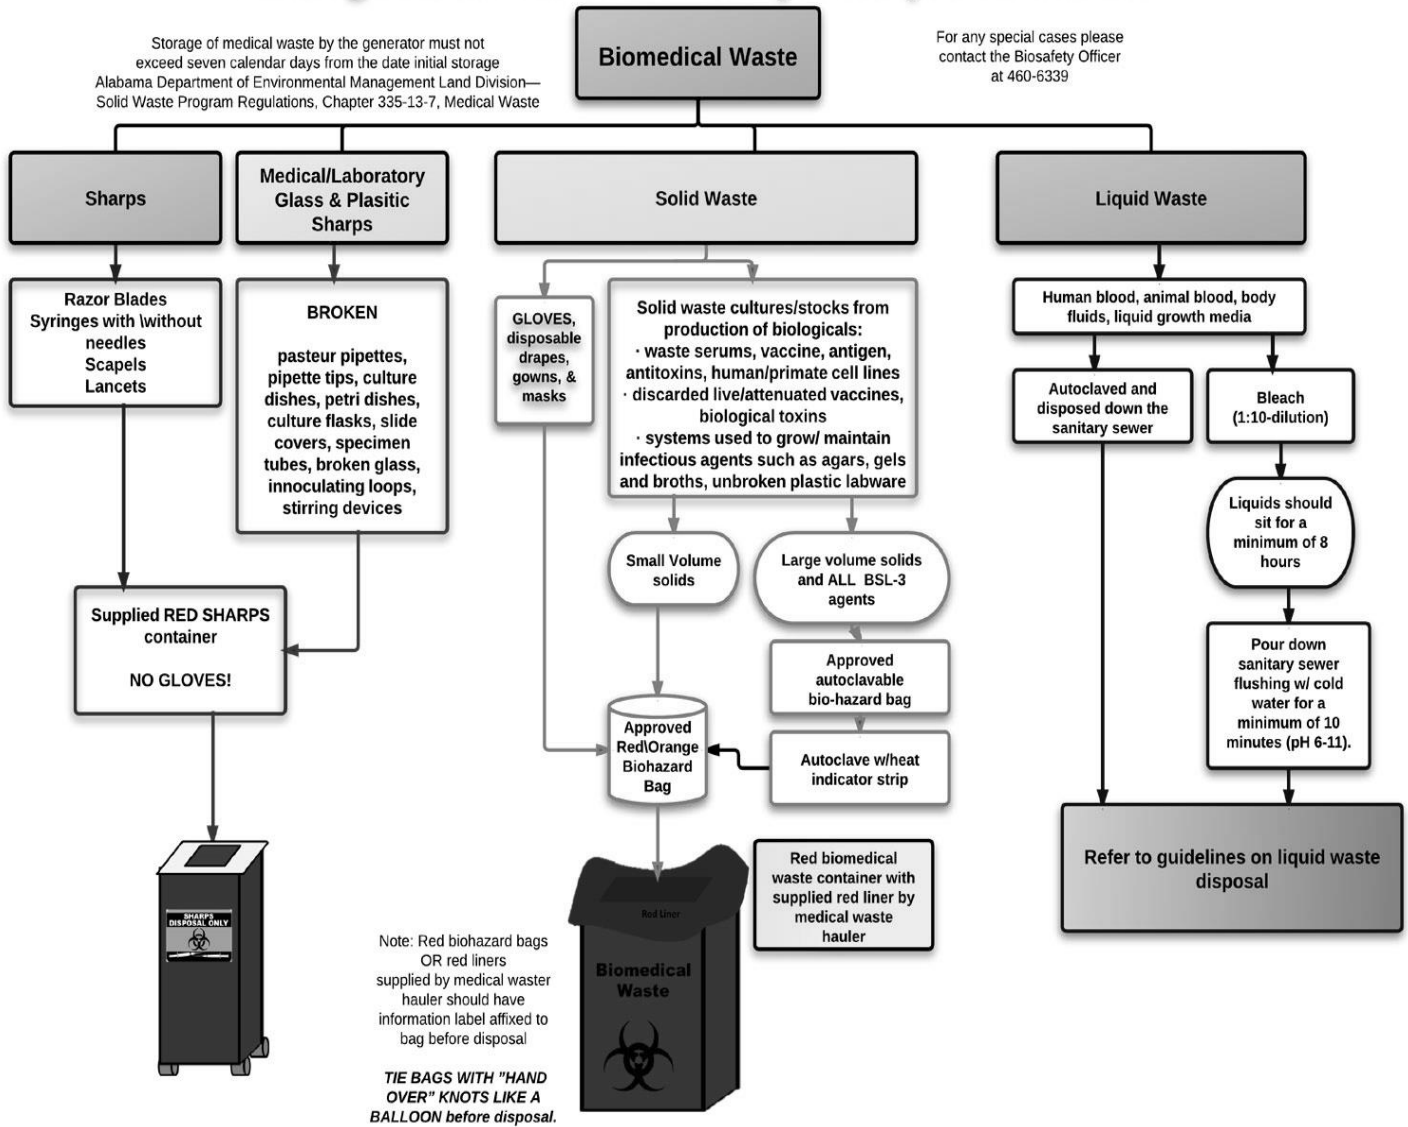 Biomedical Waste
Storage of medical waste by the generator must not
exceed seven calendar days from the date initial storage
Alabama Department of Environmental Management Land Division—
Solid Waste Program Regulations, Chapter 335-13-7, Medical Waste
For any special cases please
contact the Biosafety Officer
at 460-6339
Sharps
Medical/Laboratory
Glass & Plasitic
Sharps
Solid Waste
Liquid Waste
Razor Blades
Syringes with \without
needles
Scapels
Lancets
BROKEN
pasteur pipettes,
pipette tips, culture
dishes, petri dishes,
culture flasks, slide
covers, specimen
tubes, broken glass,
innoculating loops,
stirring devices
Supplied RED SHARPS
container
NO GLOVES!
SHARPS
DISPOSAL ONLY
GLOVES,
disposable
drapes,
gowns, &
masks
Solid waste cultures/stocks from
production of biologicals:
· waste serums, vaccine, antigen,
antitoxins, human/primate cell lines
· discarded live/attenuated vaccines,
biological toxins
· systems used to grow/ maintain
infectious agents such as agars, gels
and broths, unbroken plastic labware
Small Volume
solids
Large volume solids
and ALL BSL-3
agents
Approved
autoclavable
bio-hazard bag
Autoclave w/heat
indicator strip
Approved
Red\Orange
Biohazard
Bag
Red Liner
Biomedical
Waste
Red biomedical
waste container with
supplied red liner by
medical waste
hauler
Note: Red biohazard bags
OR red liners
supplied by medical waster
hauler should have
information label affixed to
bag before disposal
TIE BAGS WITH "HAND
OVER" KNOTS LIKE A
BALLOON before disposal.
Human blood, animal blood, body
fluids, liquid growth media
Autoclaved and
disposed down the
sanitary sewer
Bleach
(1:10-dilution)
Liquids should
sit for a
minimum of 8
hours
Pour down
sanitary sewer
flushing w/ cold
water for a
minimum of 10
minutes (pH 6-11).
Refer to guidelines on liquid waste
disposal